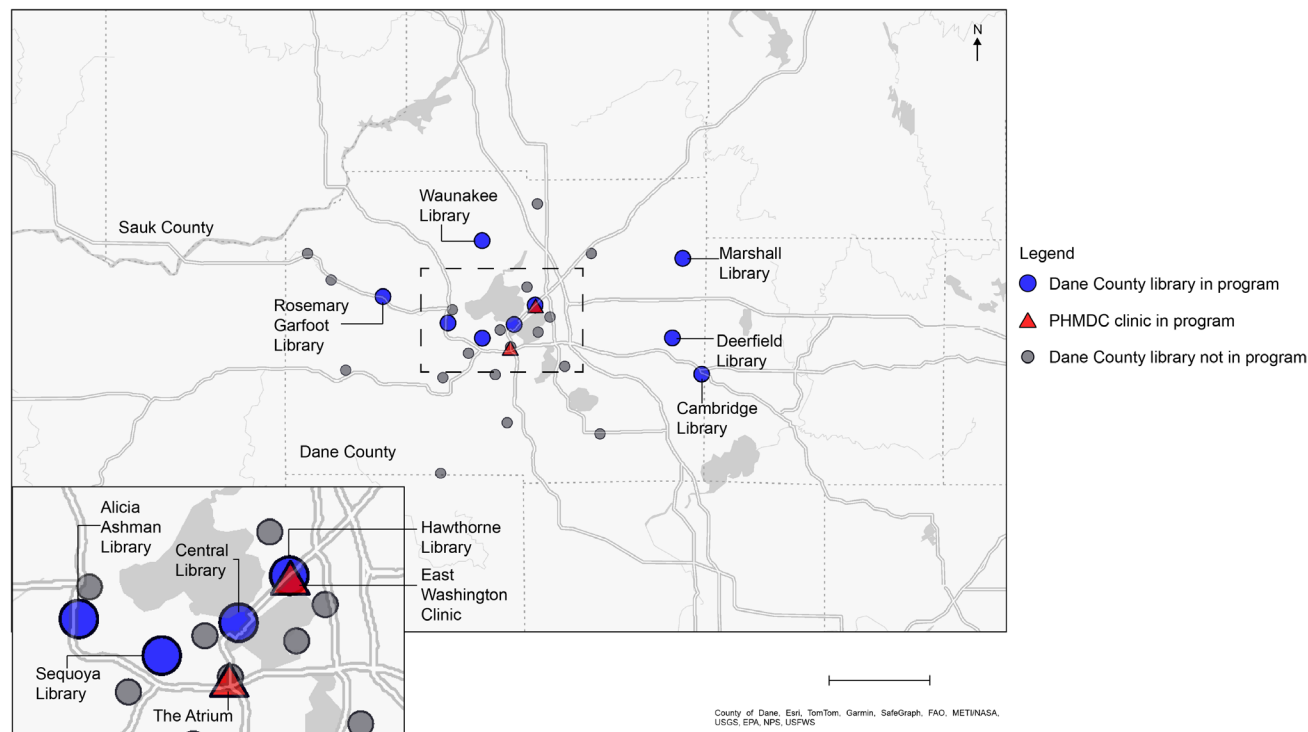 N
Waunakee
Library
Sauk County
Marshall
Library
Rosemary
Garfoot
Library
Deerfield
Library
Cambridge
Library
Dane County
Legend
Dane County library in program
PHMDC clinic in program
Dane County library not in program
Alicia
Ashman
Library
Central
Library
Hawthorne
Library
East
Washington
Clinic
Sequoya
Library
The Atrium
County of Dane, Esri, TomTom, Garmin, SafeGraph, FAO, METI/NASA,
USGS, EPA, NPS, USFWS